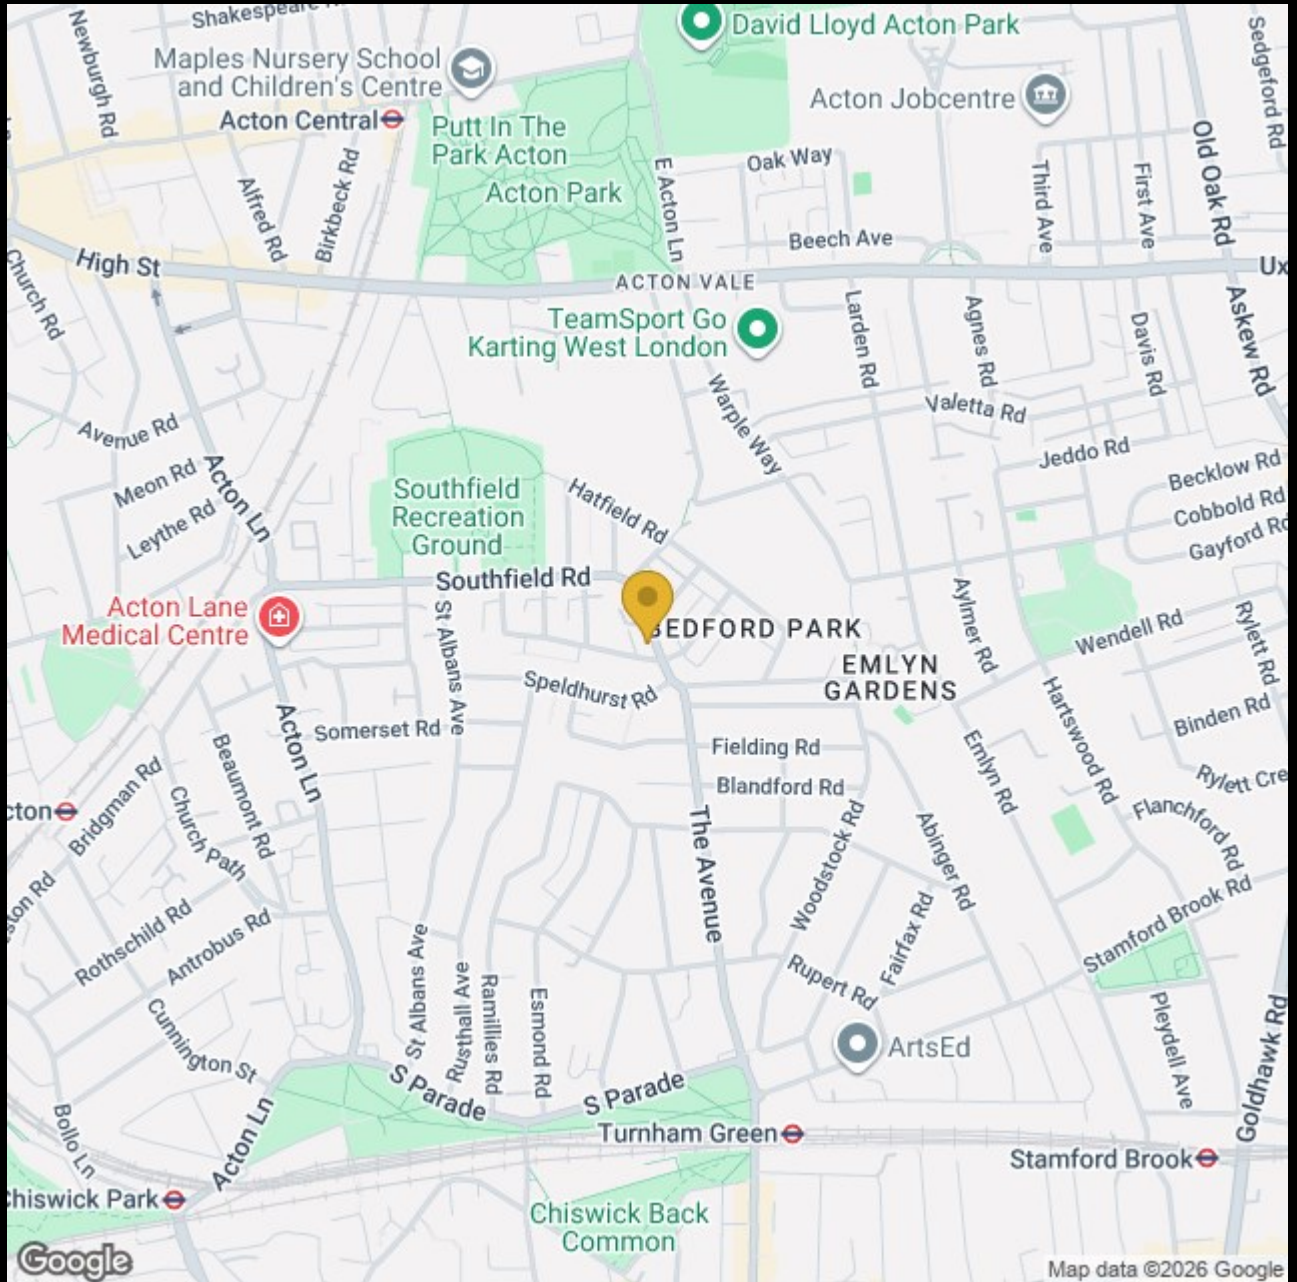 Shakespeare R
David Lloyd Acton Park
Newburgh Rd
Maples Nursery School
and Children's Centre
Sedgeford Rd
Acton Jobcentre
Acton Central
Putt In The
Park Acton
Old Oak Rd
Oak Way
E Acton Ln
Acton Park
Alfred Rd
Birkbeck Rd
Third Ave
First Ave
Beech Ave
High St
Church Rd
ACTON VALE
Ux
TeamSport Go
Karting West London
Larden Rd
Agnes Rd
Davis Rd
Askew Rd
Warple Way
Valetta Rd
Avenue Rd
Jeddo Rd
Meon Rd
Acton Ln
Becklow Rd
Southfield
Recreation
Ground
Hatfield Rd
Cobbold Rd
Leythe Rd
Gayford Rd
Southfield Rd
Acton Lane
Medical Centre
St Albans Ave
Aylmer Rd
BEDFORD PARK
Wendell Rd
Rylett Rd
EMLYN
GARDENS
Speldhurst Rd
Hartswood Rd
Binden Rd
Somerset Rd
Acton Ln
Beaumont Rd
Fielding Rd
Emlyn Rd
Blandford Rd
Rylett Cre
cton
Bridgman Rd
Church Path
The Avenue
Woodstock Rd
Abinger Rd
Flanchford Rd
ston Rd
Rothschild Rd
Antrobus Rd
Fairfax Rd
Stamford Brook Rd
St Albans Ave
Rusthall Ave
Ramillies Rd
Esmond Rd
Rupert Rd
Cunnington St
Pleydell Ave
Goldhawk Rd
ArtsEd
S Parade
S Parade
Bollo Ln
Acton Ln
Turnham Green
Stamford Brook
Chiswick Park
Chiswick Back
Common
Google
Map data ©2026 Google